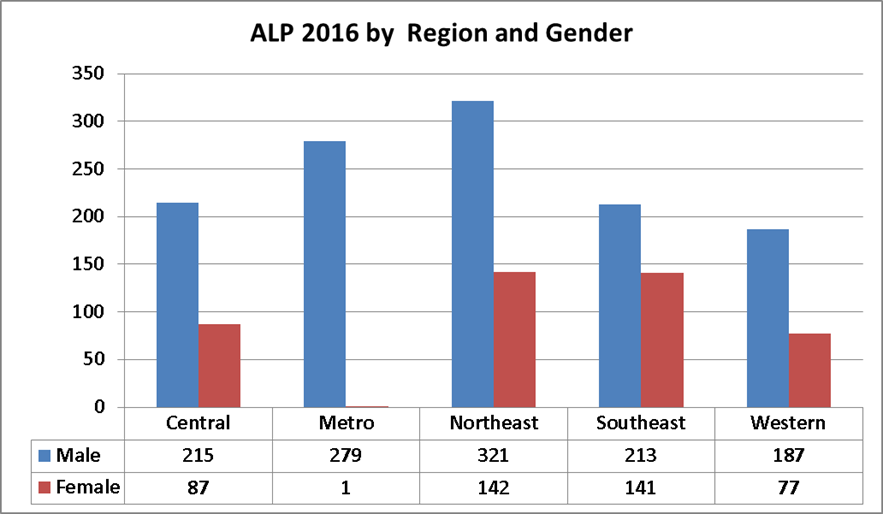 ALP 2016 by  Region and Gender
350
300
250
200
150
100
50
0
Central Metro Northeast Southeast Western
Male 215 279 321 213 187
Female 87 1 142 141 77